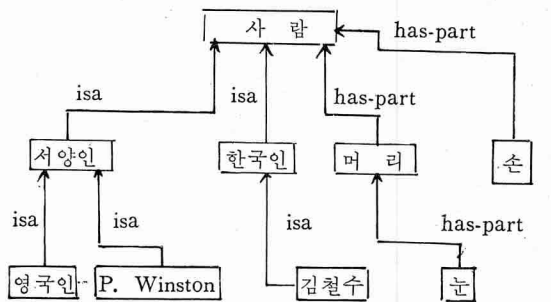 사 람
has-part
isa
isa
has-part
서양인
한국인
머 리
손
isa
isa
isa
has-part
영국인
P. Winston
김철수
눈